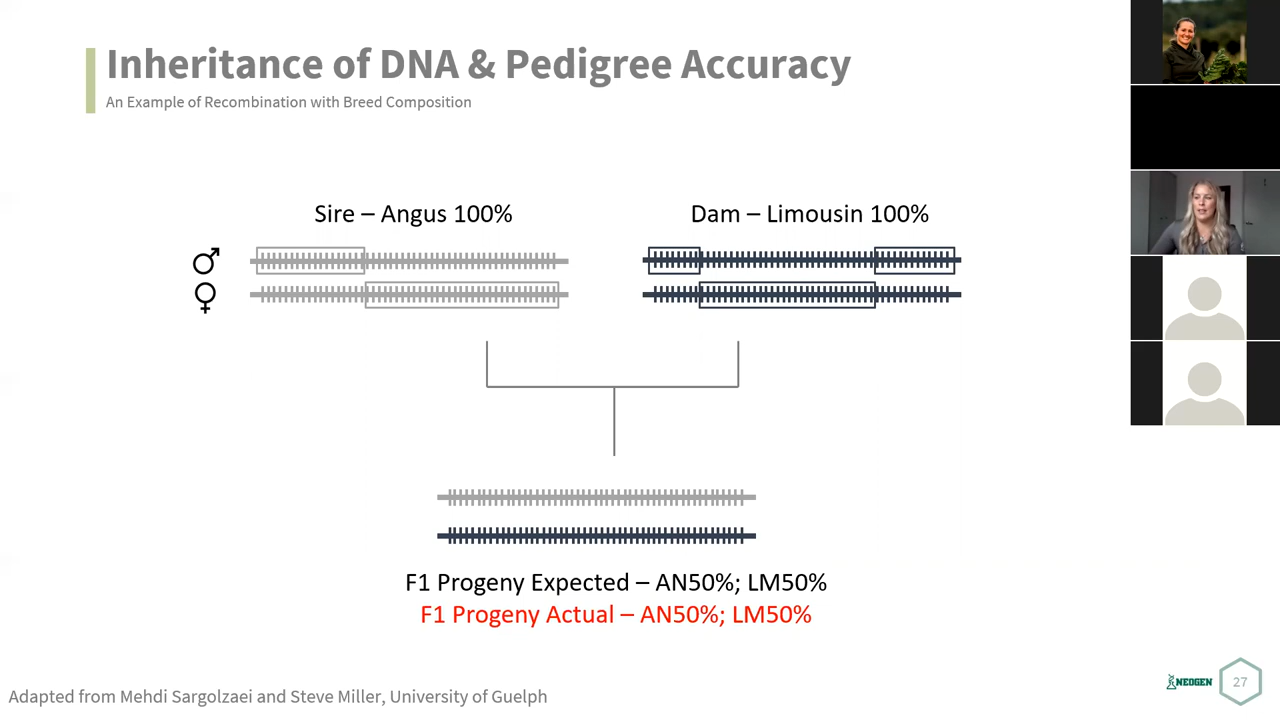 Inheritance of DNA & Pedigree Accuracy
An Example of Recombination with Breed Composition
Sire – Angus 100%
Dam – Limousin 100%
F1 Progeny Expected – AN50%; LM50%
F1 Progeny Actual – AN50%; LM50%
Adapted from Mehdi Sargolzaei and Steve Miller, University of Guelph
NEOGEN
27